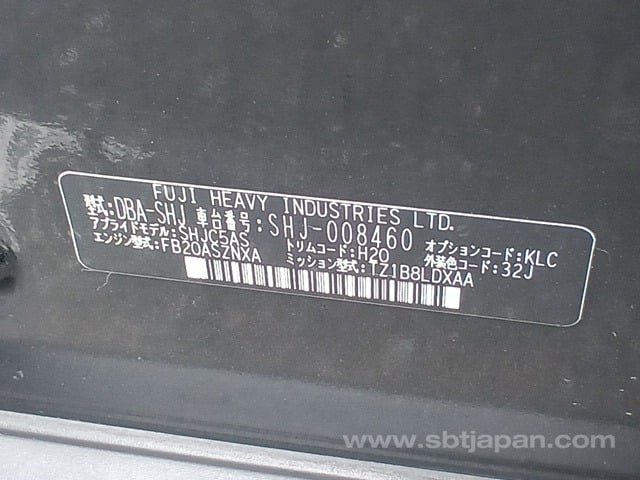 FUJI HEAVY INDUSTRIES LTD.
型式:DBA-SHJ 車台番号:SHJ-008460
アプライドモデル:SHJC5AS トリムコード:H20 オプションコード:KLC
エンジン型式:FB20ASZNXA ミッション型式:TZ1B8LDXAA 外装色コード:32J
www.sbtjapan.com